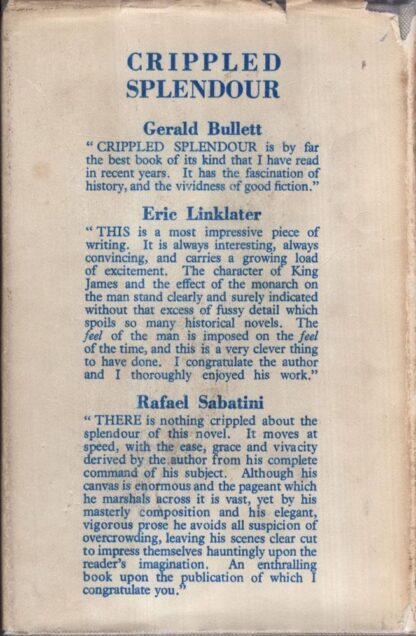 CRIPPLED
SPLENDOUR
Gerald Bullett
“ CRIPPLED SPLENDOUR is by far
the best book of its kind that I have read
in recent years. It has the fascination of
history, and the vividness of good fiction.”
Eric Linklater
“ THIS is a most impressive piece of
writing. It is always interesting, always
convincing, and carries a growing load
of excitement. The character of King
James and the effect of the monarch on
the man stand clearly and surely indicated
without that excess of fussy detail which
spoils so many historical novels. The
feel of the man is imposed on the feel
of the time, and this is a very clever thing
to have done. I congratulate the author
and I thoroughly enjoyed his work.”
Rafael Sabatini
“ THERE is nothing crippled about the
splendour of this novel. It moves at
speed, with the ease, grace and vivacity
derived by the author from his complete
command of his subject. Although his
canvas is enormous and the pageant which
he marshals across it is vast, yet by his
masterly composition and his elegant,
vigorous prose he avoids all suspicion of
overcrowding, leaving his scenes clear cut
to impress themselves hauntingly upon the
reader's imagination. An enthralling
book upon the publication of which I
congratulate you.”